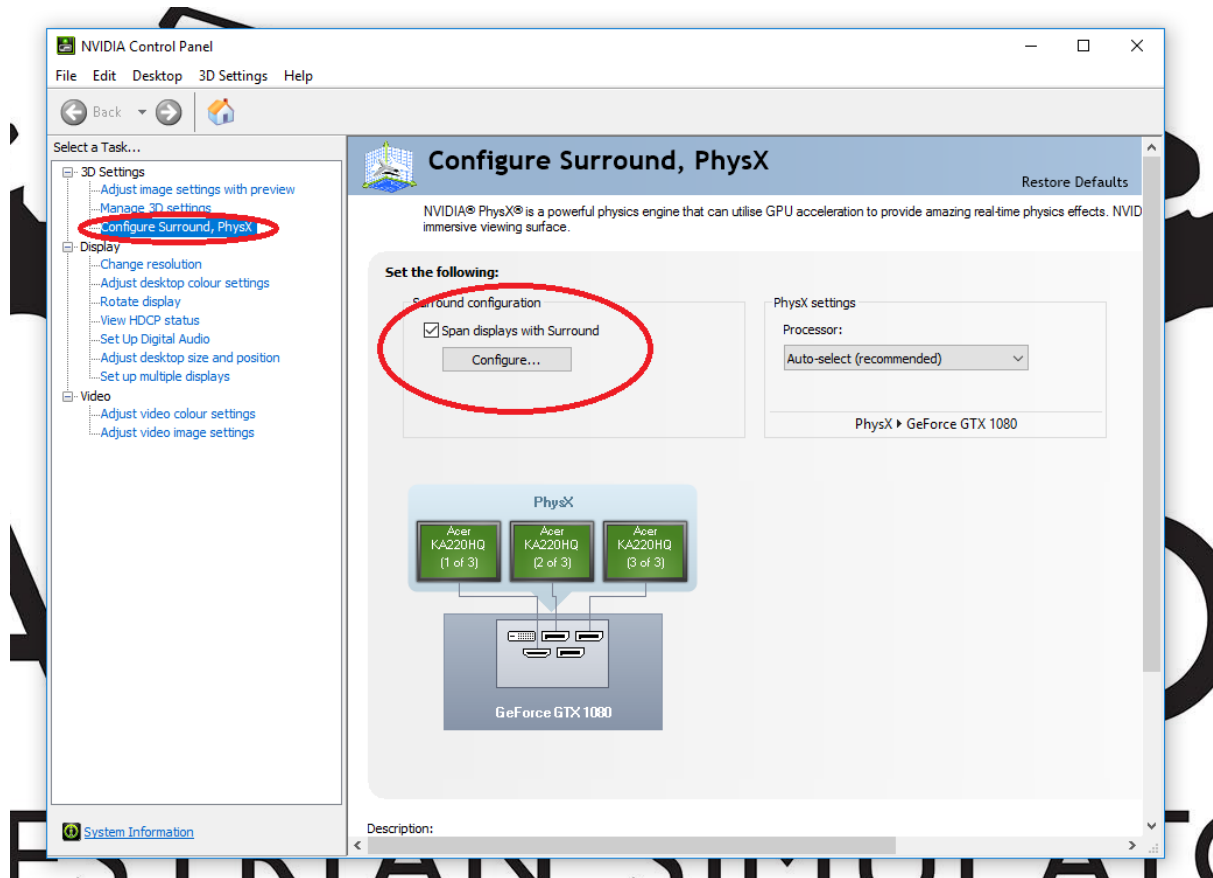 NVIDIA Control Panel
File Edit Desktop 3D Settings Help
Back
Select a Task...
3D Settings
Adjust image settings with preview
Manage 3D settings
Configure Surround, PhysX
Display
Change resolution
Adjust desktop colour settings
Rotate display
View HDCP status
Set Up Digital Audio
Adjust desktop size and position
Set up multiple displays
Video
Adjust video colour settings
Adjust video image settings
System Information
Configure Surround, PhysX
Restore Defaults
NVIDIA® PhysX® is a powerful physics engine that can utilise GPU acceleration to provide amazing real-time physics effects. NVID
immersive viewing surface.
Set the following:
Surround configuration
Span displays with Surround
Configure...
PhysX settings
Processor:
Auto-select (recommended)
PhysX ▸ GeForce GTX 1080
PhysX
Acer
KA220HQ
(1 of 3)
Acer
KA220HQ
(2 of 3)
Acer
KA220HQ
(3 of 3)
GeForce GTX 1080
Description:
ESTRIAN SIMULATO